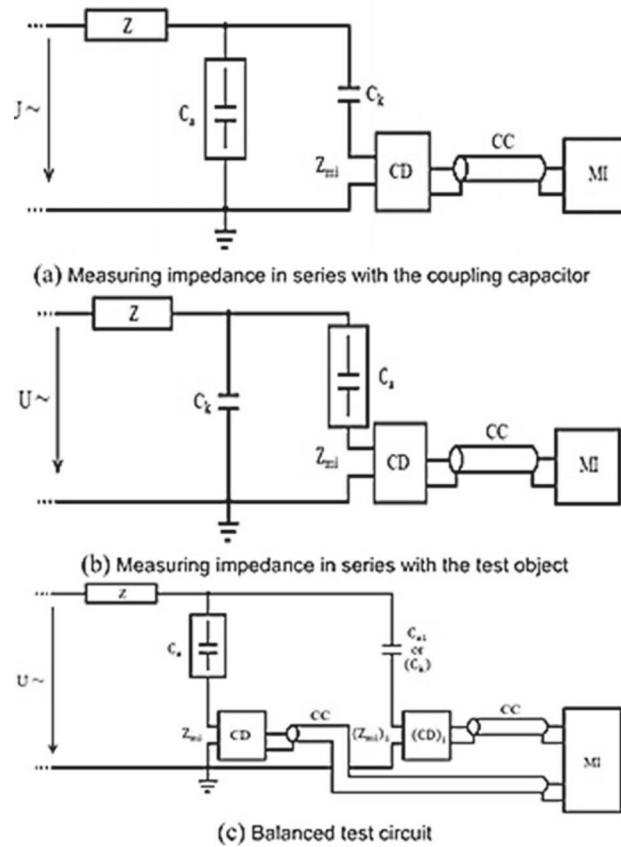 Z
U~
Cₐ
Cₖ
Zₘᵢ
CD
CC
MI
(a) Measuring impedance in series with the coupling capacitor
Z
U~
Cₖ
Cₐ
Zₘᵢ
CD
CC
MI
(b) Measuring impedance in series with the test object
Z
U~
Cₐ
Cₐ₁
or
(Cₖ)
Zₘᵢ
CD
CC
(Zₘᵢ)₁
(CD)₁
CC
MI
(c) Balanced test circuit